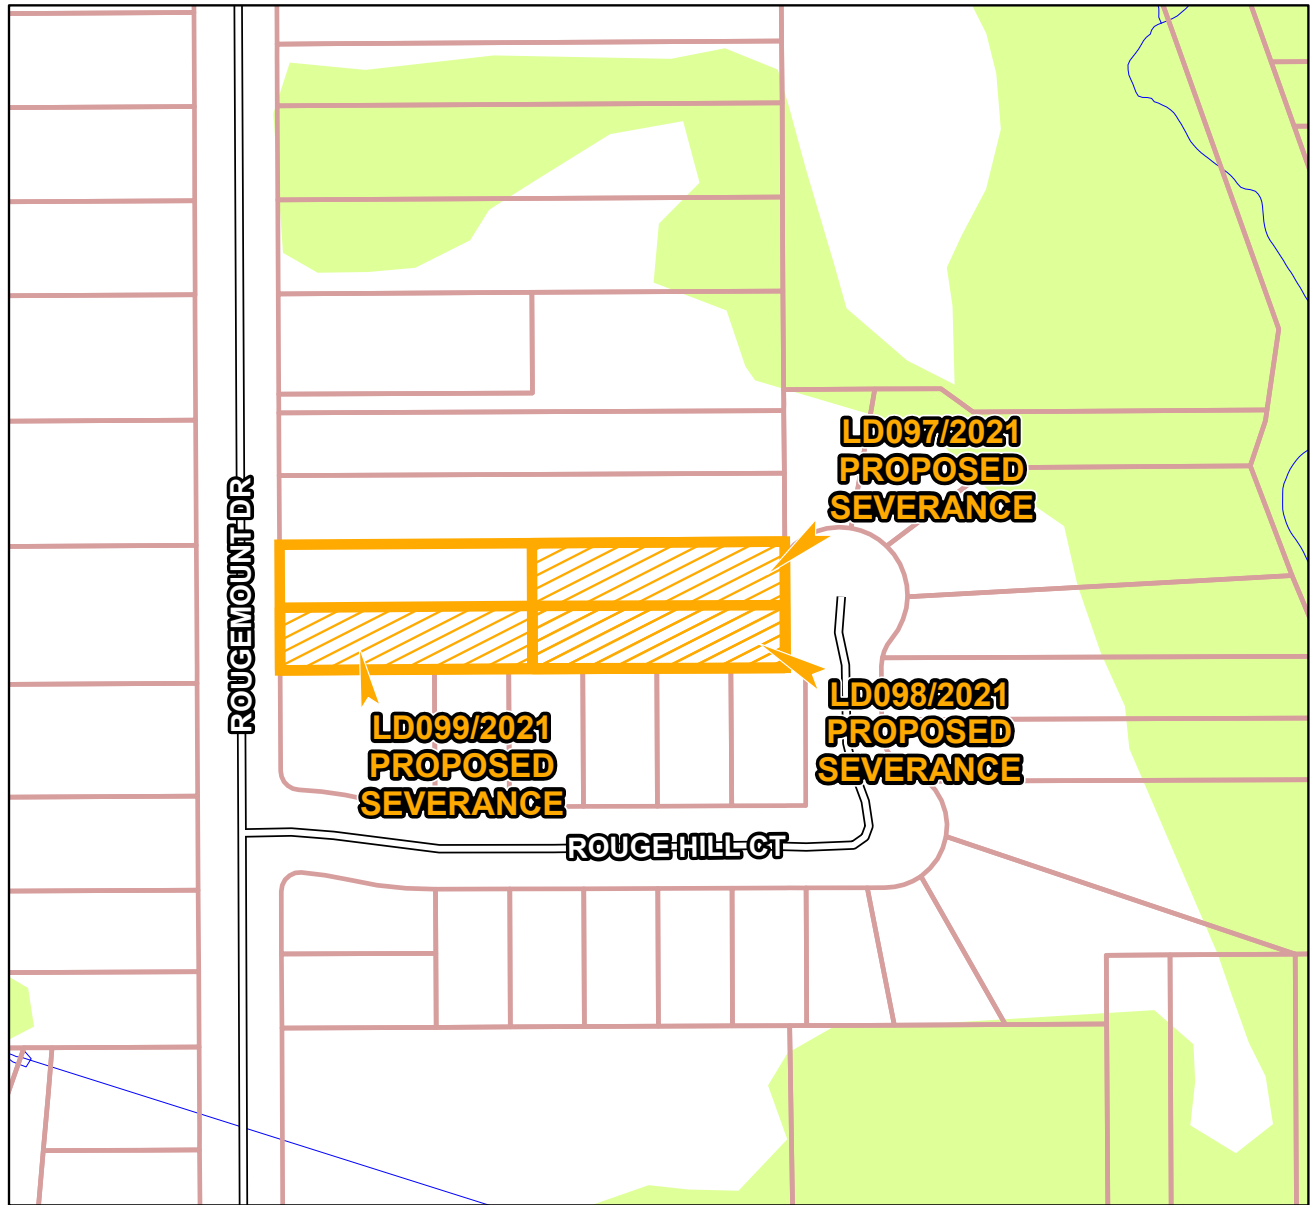 LD097/2021
PROPOSED
SEVERANCE
ROUGEMOUNT DR
LD098/2021
PROPOSED
SEVERANCE
LD099/2021
PROPOSED
SEVERANCE
ROUGE HILL CT